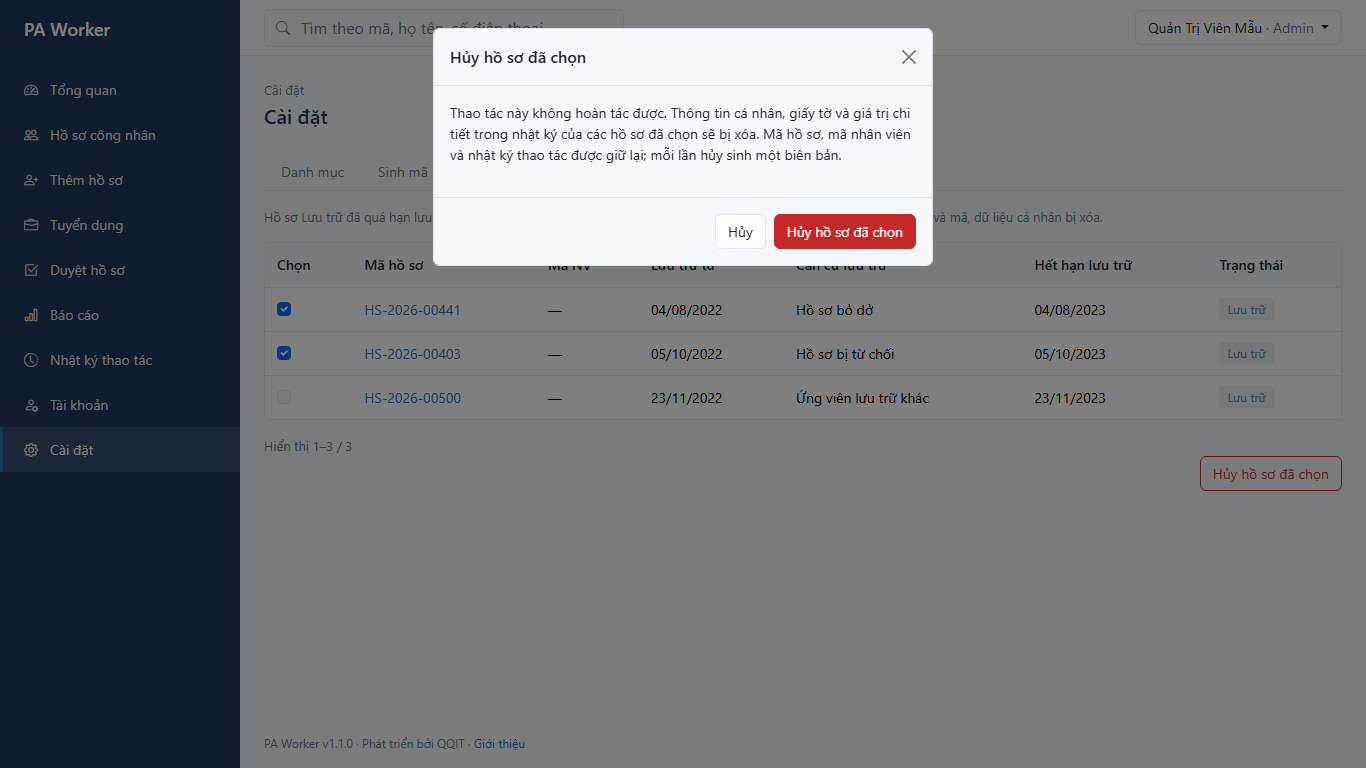 PA Worker
Tổng quan
Hồ sơ công nhân
Thêm hồ sơ
Tuyển dụng
Duyệt hồ sơ
Báo cáo
Nhật ký thao tác
Tài khoản
Cài đặt
Tìm theo mã, họ tên, số điện thoại
Quản Trị Viên Mẫu · Admin
Cài đặt
Cài đặt
Danh mục
Sinh mã
Hủy hồ sơ đã chọn
Thao tác này không hoàn tác được. Thông tin cá nhân, giấy tờ và giá trị chi
tiết trong nhật ký của các hồ sơ đã chọn sẽ bị xóa. Mã hồ sơ, mã nhân viên
và nhật ký thao tác được giữ lại; mỗi lần hủy sinh một biên bản.
Hủy
Hủy hồ sơ đã chọn
Hồ sơ Lưu trữ đã quá hạn lưu
và mã, dữ liệu cá nhân bị xóa.
Chọn Mã hồ sơ Mã NV Lưu trữ từ Căn cứ lưu trữ Hết hạn lưu trữ Trạng thái
HS-2026-00441 — 04/08/2022 Hồ sơ bỏ dở 04/08/2023 Lưu trữ
HS-2026-00403 — 05/10/2022 Hồ sơ bị từ chối 05/10/2023 Lưu trữ
HS-2026-00500 — 23/11/2022 Ứng viên lưu trữ khác 23/11/2023 Lưu trữ
Hiển thị 1–3 / 3
Hủy hồ sơ đã chọn
PA Worker v1.1.0 · Phát triển bởi QQIT · Giới thiệu